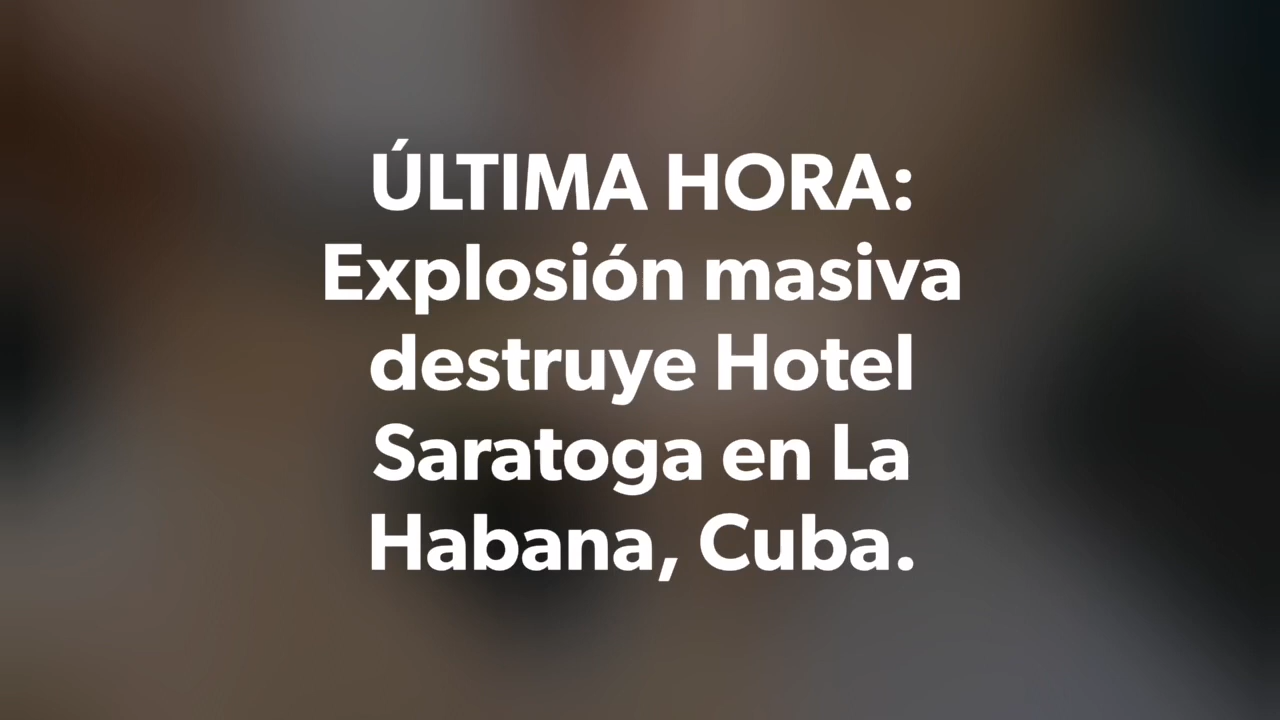 ÚLTIMA HORA:
Explosión masiva
destruye Hotel
Saratoga en La
Habana, Cuba.